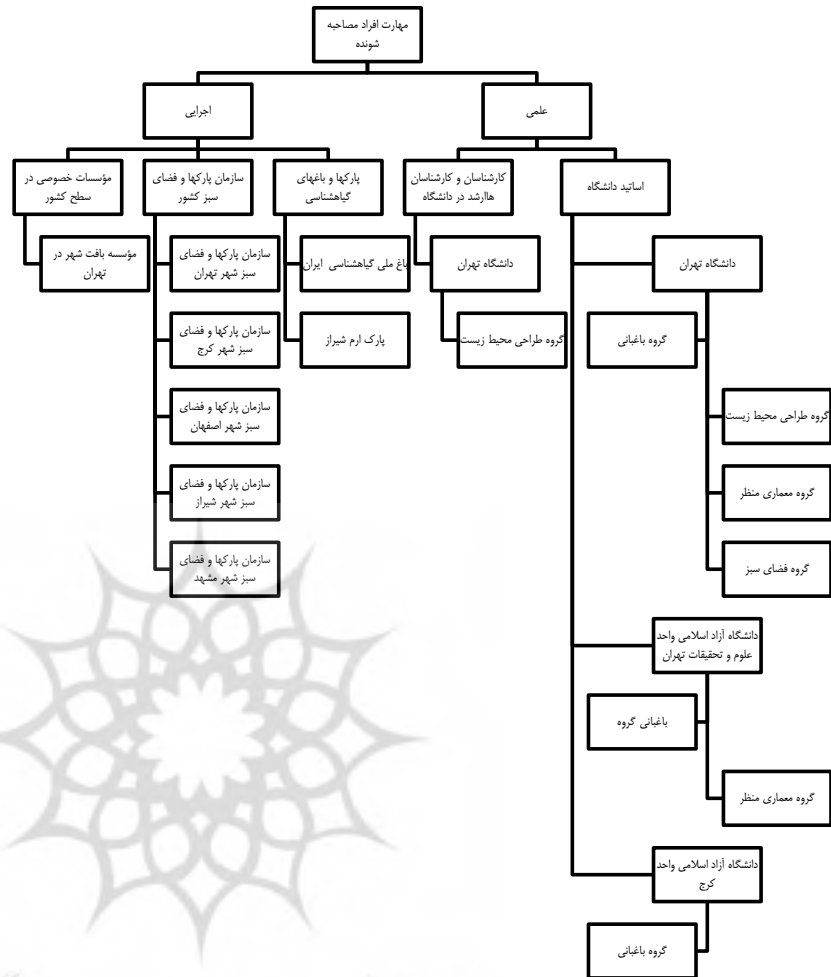 مهارت افراد مصاحبه
شونده
علمی
اجرایی
اساتید دانشگاه
کارشناسان و کارشناسان
هاارشد در دانشگاه
پارکها و باغهای
گیاهشناسی
سازمان پارکها و فضای
سبز کشور
مؤسسات خصوصی در
سطح کشور
دانشگاه تهران
گروه باغبانی
گروه طراحی محیط زیست
گروه معماری منظر
گروه فضای سبز
دانشگاه آزاد اسلامی واحد
علوم و تحقیقات تهران
باغبانی گروه
گروه معماری منظر
دانشگاه آزاد اسلامی واحد
کرج
گروه باغبانی
دانشگاه تهران
گروه طراحی محیط زیست
باغ ملی گیاهشناسی ایران
پارک ارم شیراز
سازمان پارکها و فضای
سبز شهر تهران
سازمان پارکها و فضای
سبز شهر کرج
سازمان پارکها و فضای
سبز شهر اصفهان
سازمان پارکها و فضای
سبز شهر شیراز
سازمان پارکها و فضای
سبز شهر مشهد
مؤسسه بافت شهر در
تهران